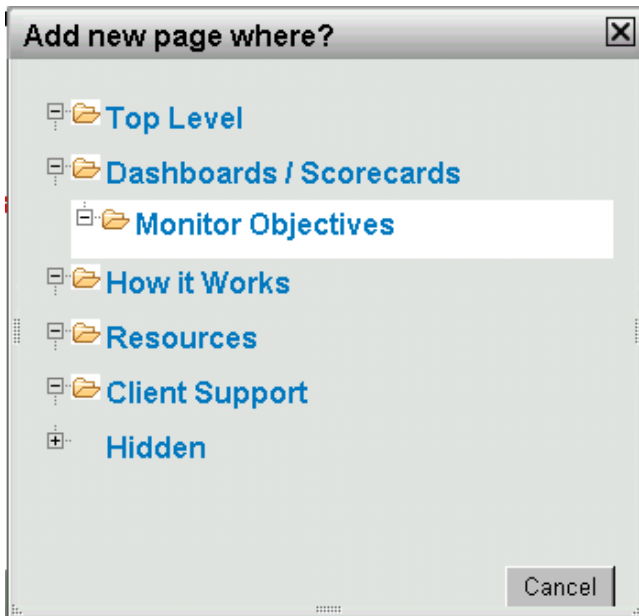 Add new page where?
Top Level
Dashboards / Scorecards
Monitor Objectives
How it Works
Resources
Client Support
Hidden
Cancel